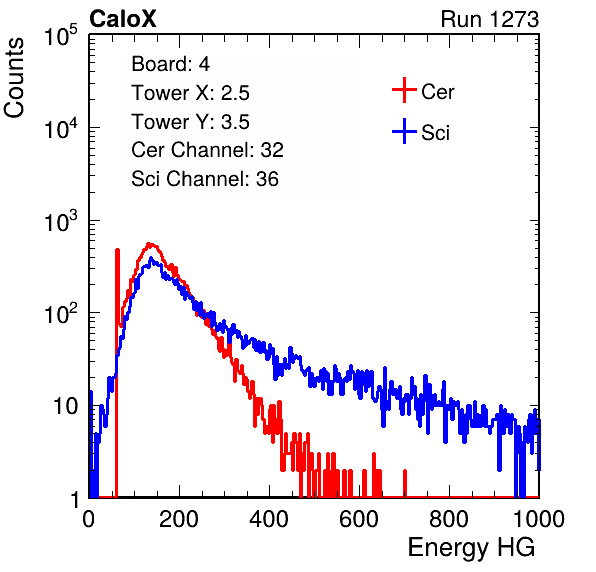 CaloX Run 1273
Counts
10^5
10^4
10^3
10^2
10
1
Board: 4
Tower X: 2.5
Tower Y: 3.5
Cer Channel: 32
Sci Channel: 36
Cer
Sci
0 200 400 600 800 1000
Energy HG